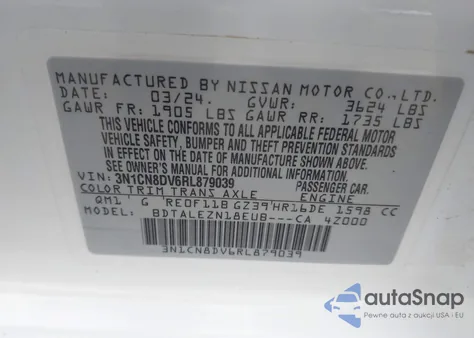 MANUFACTURED BY NISSAN MOTOR CO.,LTD.
DATE: 03/24. GVWR: 3624 LBS
GAWR FR: 1905 LBS GAWR RR: 1735 LBS
THIS VEHICLE CONFORMS TO ALL APPLICABLE FEDERAL MOTOR
VEHICLE SAFETY, BUMPER AND THEFT PREVENTION STANDARDS
IN EFFECT ON THE DATE OF MANUFACTURE SHOWN ABOVE.
SEE OWNER'S MANUAL FOR ADDITIONAL INFORMATION
VIN: 3N1CN8DV6RL879039 PASSENGER CAR.
COLOR TRIM TRANS AXLE ENGINE
QM1 G RE0F11B GZ39 HR16DE 1598 CC
BDTALEZN18EUB---CA 4Z000
3N1CN8DV6RL879039
autoSnap
Pewne auta z aukcji USA i EU